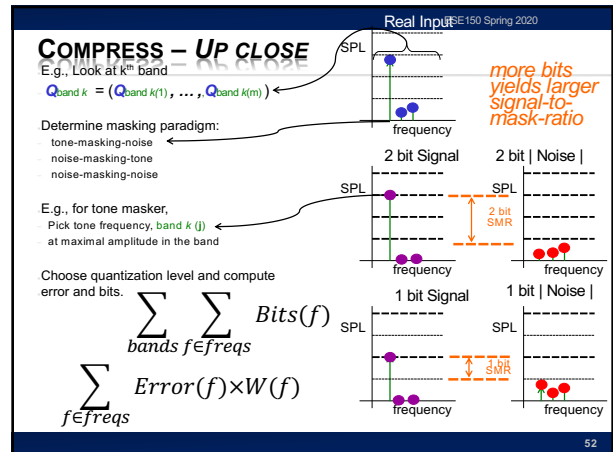 Real Input
ESE150 Spring 2020
COMPRESS – UP CLOSE
E.g., Look at kth band
Qband k = (Qband k(1) , … , Qband k(m) )
Determine masking paradigm:
tone-masking-noise
noise-masking-tone
noise-masking-noise
E.g., for tone masker,
Pick tone frequency, band k (j)
at maximal amplitude in the band
Choose quantization level and compute
error and bits.
∑ bands ∑ f∈freqs Bits(f)
∑ f∈freqs Error(f)×W(f)
SPL
frequency
more bits
yields larger
signal-to-
mask-ratio
2 bit Signal
2 bit | Noise |
SPL
SPL
2 bit
SMR
frequency
frequency
1 bit Signal
1 bit | Noise |
SPL
SPL
1 bit
SMR
frequency
frequency
52